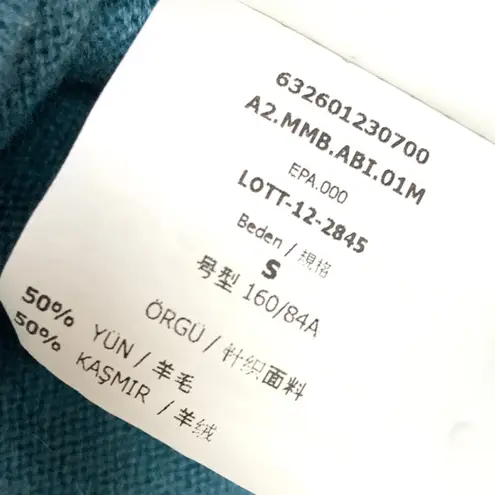 632601230700
A2.MMB.ABI.01M
EPA.000
LOTT-12-2845
Beden / 規格
S
号型 160/84A
ÖRGÜ / 针织面料
50% YÜN / 羊毛
50% KAŞMIR / 羊绒